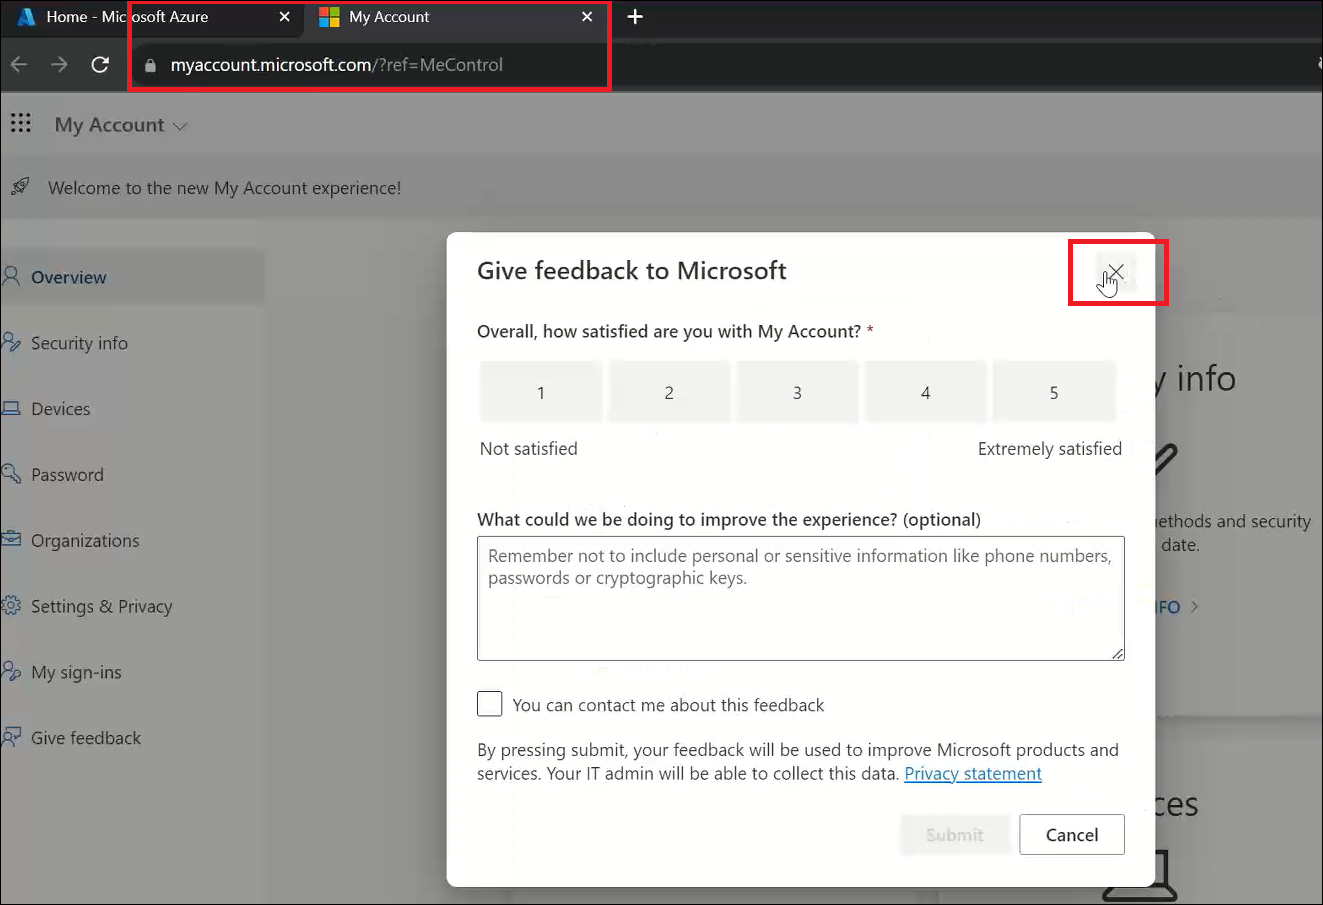 Home - Microsoft Azure
My Account
myaccount.microsoft.com/?ref=MeControl
My Account
Welcome to the new My Account experience!
Overview
Security info
Devices
Password
Organizations
Settings & Privacy
My sign-ins
Give feedback
Give feedback to Microsoft
Overall, how satisfied are you with My Account? *
1 2 3 4 5
Not satisfied Extremely satisfied
What could we be doing to improve the experience? (optional)
Remember not to include personal or sensitive information like phone numbers,
passwords or cryptographic keys.
You can contact me about this feedback
By pressing submit, your feedback will be used to improve Microsoft products and
services. Your IT admin will be able to collect this data. Privacy statement
Submit Cancel
info
and security
date.